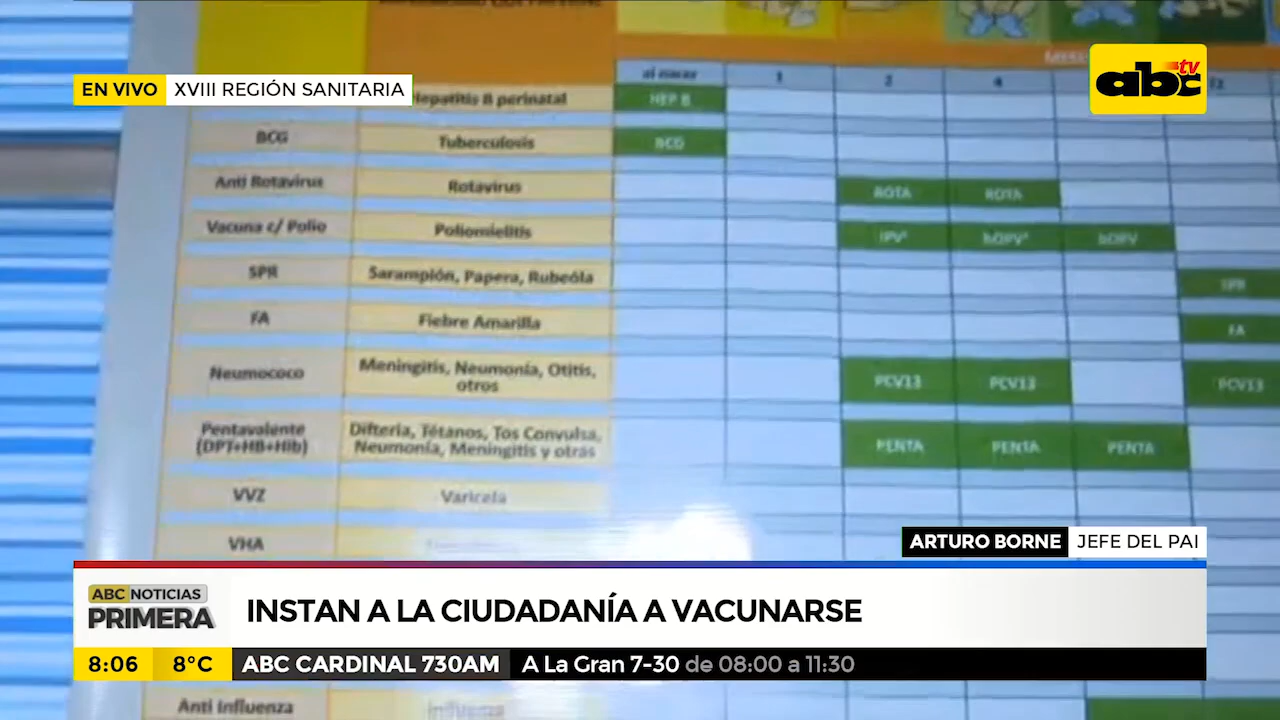 EN VIVO XVIII REGIÓN SANITARIA
abc tv
al nacer 1 2 4 12
Hepatitis B perinatal HEP B
BCG Tuberculosis BCG
Anti Rotavirus Rotavirus ROTA ROTA
Vacuna c/ Polio Poliomielitis IPV* bOPV* bOPV
SPR Sarampión, Papera, Rubeóla SPR
FA Fiebre Amarilla FA
Neumococo Meningitis, Neumonía, Otitis, otros PCV13 PCV13 PCV13
Pentavalente Difteria, Tétanos, Tos Convulsa,
(DPT+HB+Hib) Neumonía, Meningitis y otras PENTA PENTA PENTA
VVZ Varicela
VHA
ARTURO BORNE JEFE DEL PAI
ABC NOTICIAS
PRIMERA
INSTAN A LA CIUDADANÍA A VACUNARSE
8:06 8°C ABC CARDINAL 730AM A La Gran 7-30 de 08:00 a 11:30
Anti Influenza Influenza